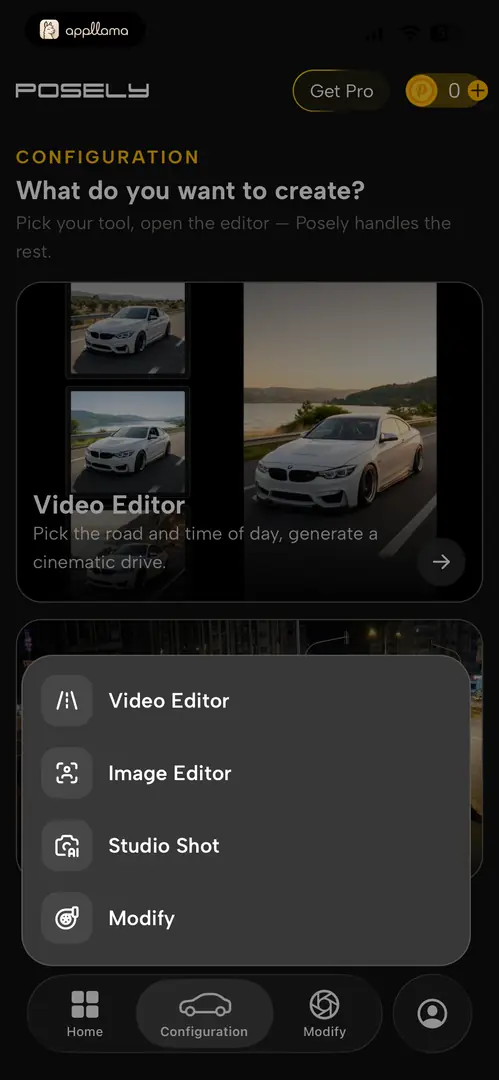 appllama
POSELY
Get Pro
0
CONFIGURATION
What do you want to create?
Pick your tool, open the editor — Posely handles the
rest.
Video Editor
Pick the road and time of day, generate a
cinematic drive.
Video Editor
Image Editor
AI
Studio Shot
Modify
Home
Configuration
Modify